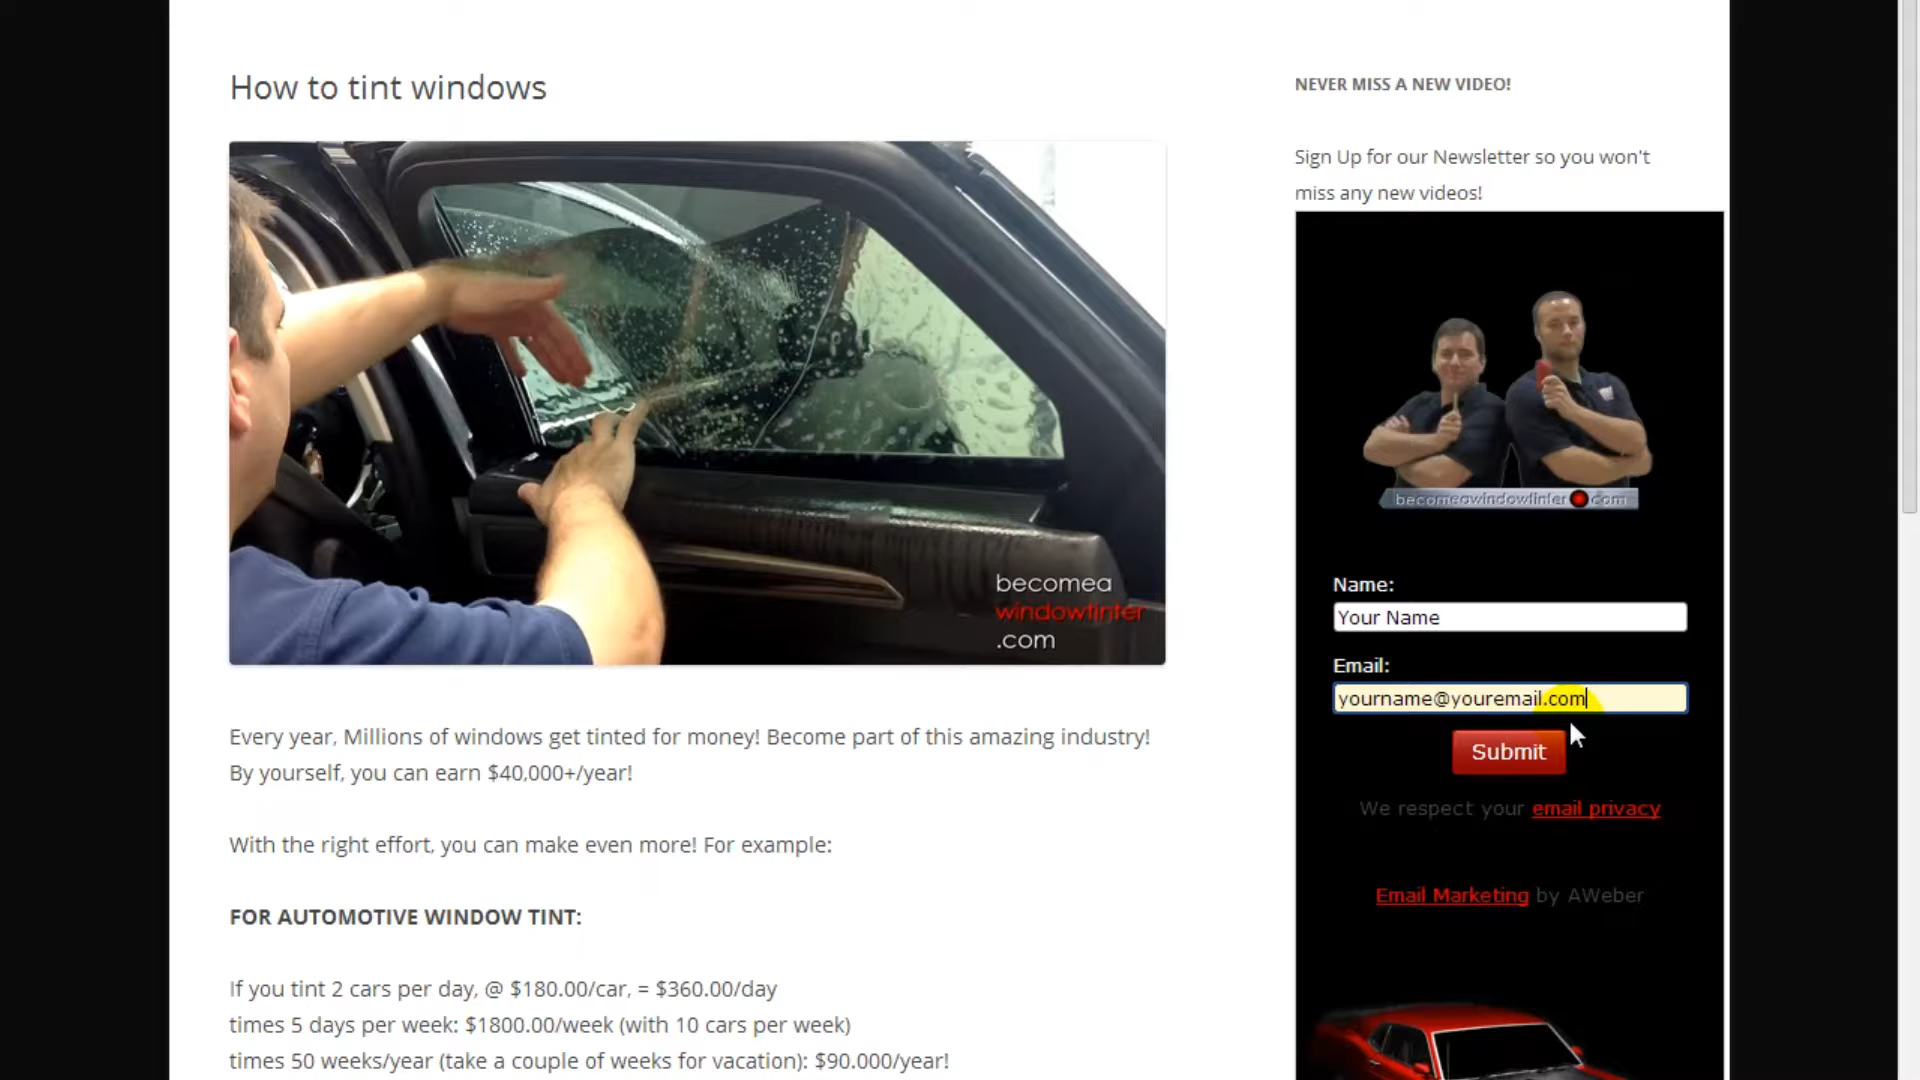 How to tint windows
becomea
windowtinter
.com
Every year, Millions of windows get tinted for money! Become part of this amazing industry!
By yourself, you can earn $40,000+/year!
With the right effort, you can make even more! For example:
FOR AUTOMOTIVE WINDOW TINT:
If you tint 2 cars per day, @ $180.00/car, = $360.00/day
times 5 days per week: $1800.00/week (with 10 cars per week)
times 50 weeks/year (take a couple of weeks for vacation): $90.000/year!
NEVER MISS A NEW VIDEO!
Sign Up for our Newsletter so you won't
miss any new videos!
becomeawindowtinter com
Name:
Your Name
Email:
yourname@youremail.com
Submit
We respect your email privacy
Email Marketing by AWeber